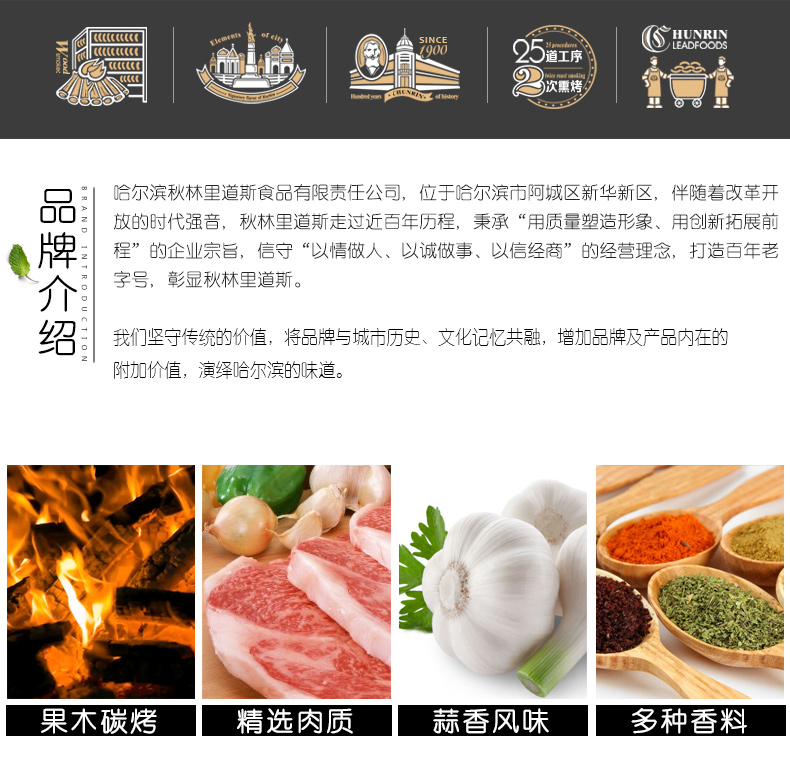 Wood
smoked
Elements of city
Signature flavor of Harbin
SINCE
1900
Hundred years
CHUNRIN
of history
25 procedures
25道工序
twice roast smoking
2次熏烤
CHUNRIN
LEADFOODS
品牌介绍
BRAND INTRODUCTION
哈尔滨秋林里道斯食品有限责任公司，位于哈尔滨市阿城区新华新区，伴随着改革开
放的时代强音，秋林里道斯走过近百年历程，秉承“用质量塑造形象、用创新拓展前
程”的企业宗旨，信守“以情做人、以诚做事、以信经商”的经营理念，打造百年老
字号，彰显秋林里道斯。
我们坚守传统的价值，将品牌与城市历史、文化记忆共融，增加品牌及产品内在的
附加价值，演绎哈尔滨的味道。
果木碳烤
精选肉质
蒜香风味
多种香料